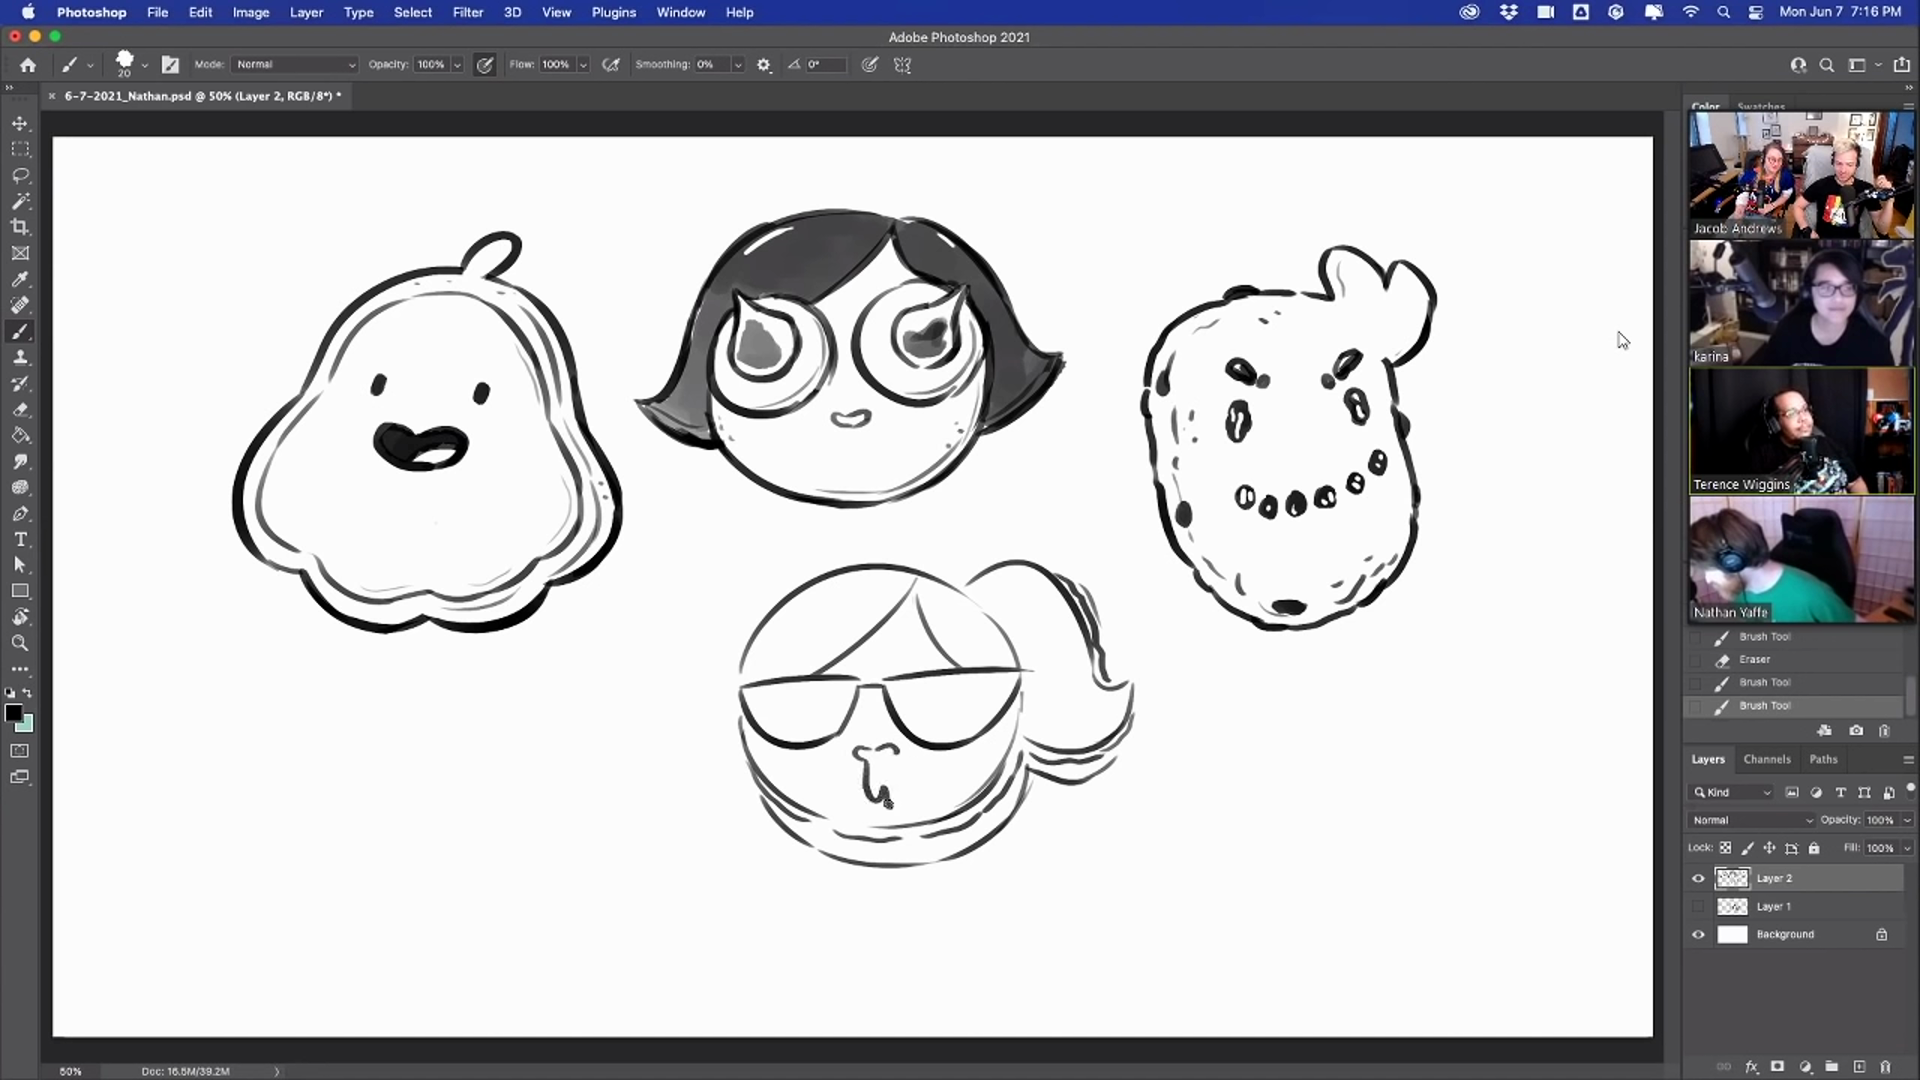 Photoshop File Edit Image Layer Type Select Filter 3D View Plugins Window Help Mon Jun 7 7:16 PM
Adobe Photoshop 2021
20 Mode: Normal Opacity: 100% Flow: 100% Smoothing: 0% 0°
6-7-2021_Nathan.psd @ 50% (Layer 2, RGB/8*) *
Color Swatches
Jacob Andrews
karina
Terence Wiggins
Nathan Yaffe
Brush Tool
Eraser
Brush Tool
Brush Tool
Layers Channels Paths
Kind
Normal Opacity: 100%
Lock: Fill: 100%
Layer 2
Layer 1
Background
50% Doc: 16.5M/39.2M